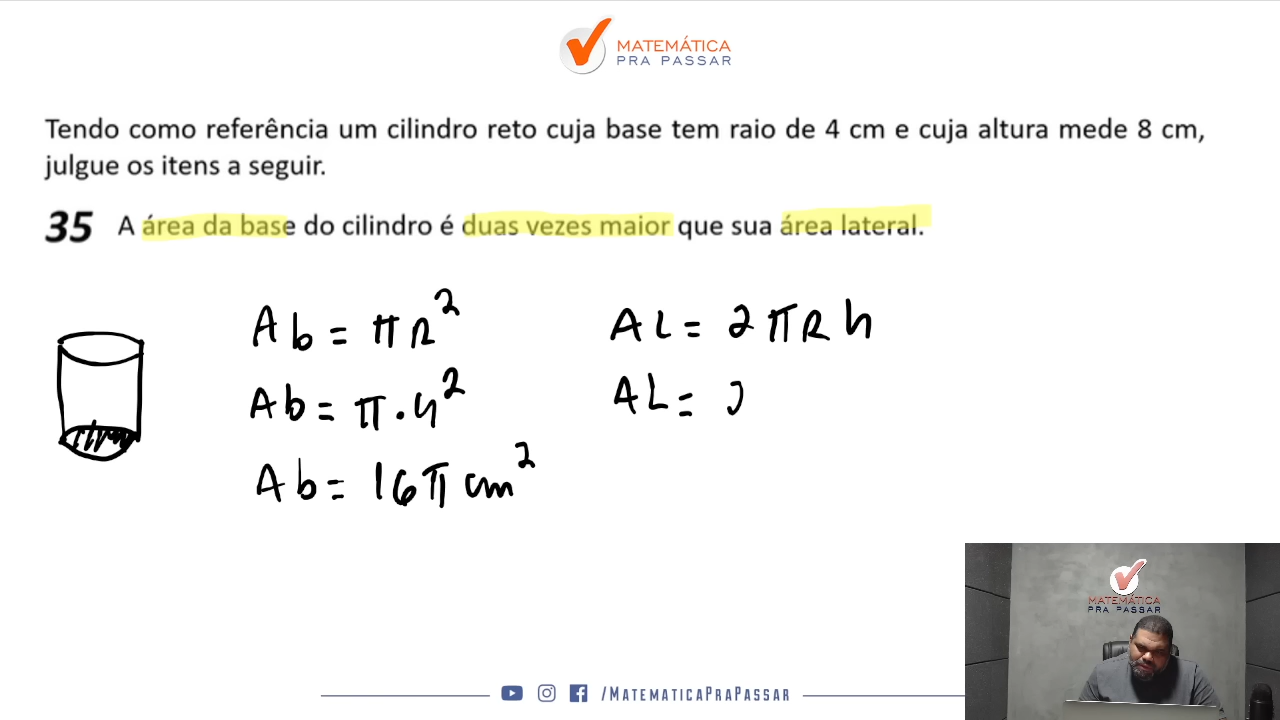 MATEMÁTICA
PRA PASSAR
Tendo como referência um cilindro reto cuja base tem raio de 4 cm e cuja altura mede 8 cm,
julgue os itens a seguir.
35 A área da base do cilindro é duas vezes maior que sua área lateral.
Ab = πR²
Ab = π.4²
Ab = 16π cm²
AL = 2πRh
AL = 2
MATEMÁTICA
PRA PASSAR
/MATEMATICAPRAPASSAR